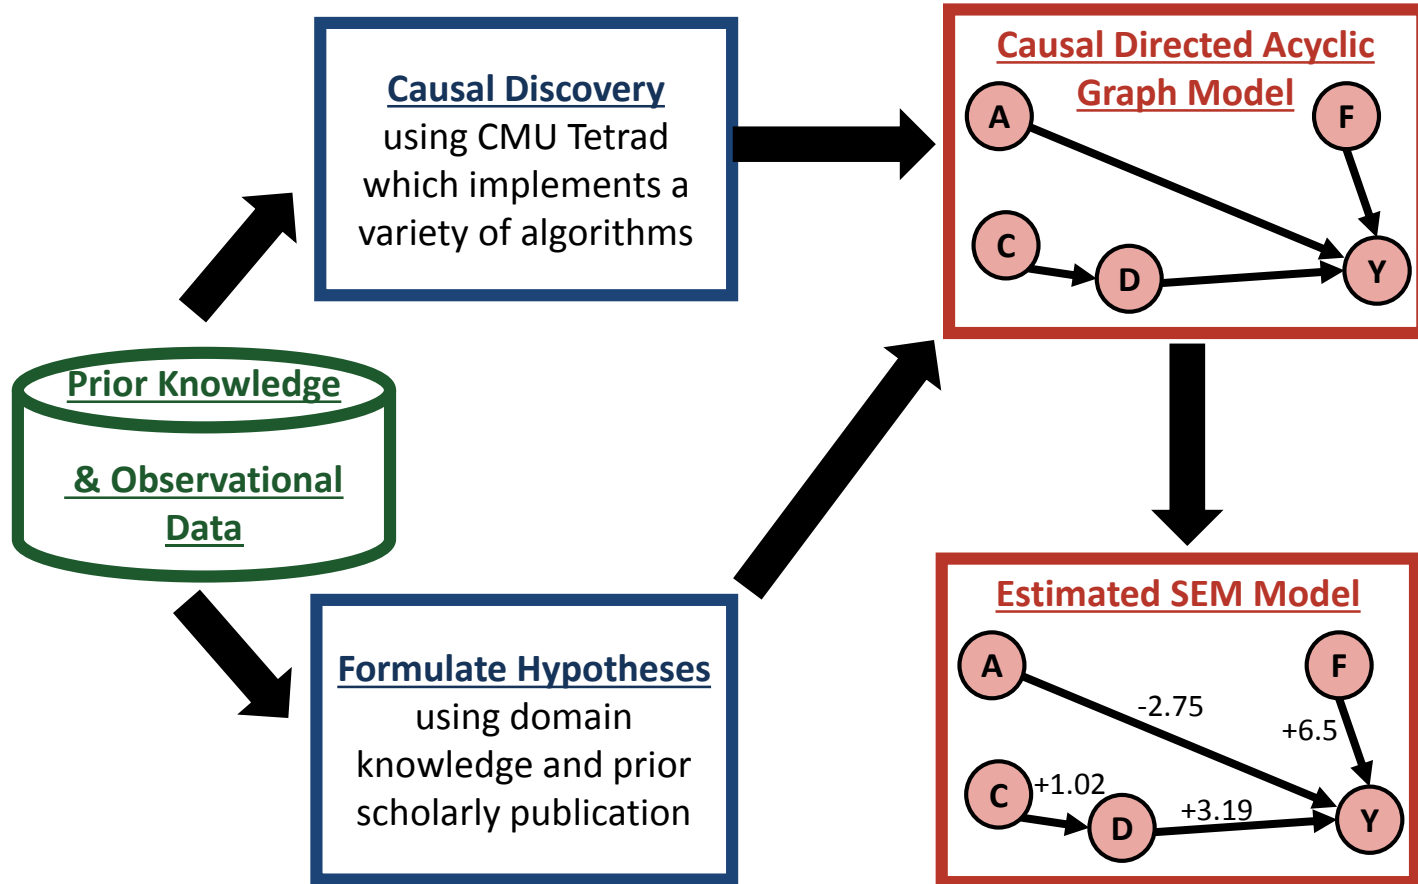 Causal Discovery
using CMU Tetrad
which implements a
variety of algorithms
Causal Directed Acyclic
Graph Model
A
F
C
D
Y
Prior Knowledge
& Observational
Data
Formulate Hypotheses
using domain
knowledge and prior
scholarly publication
Estimated SEM Model
A
F
-2.75
+6.5
C
+1.02
D
+3.19
Y